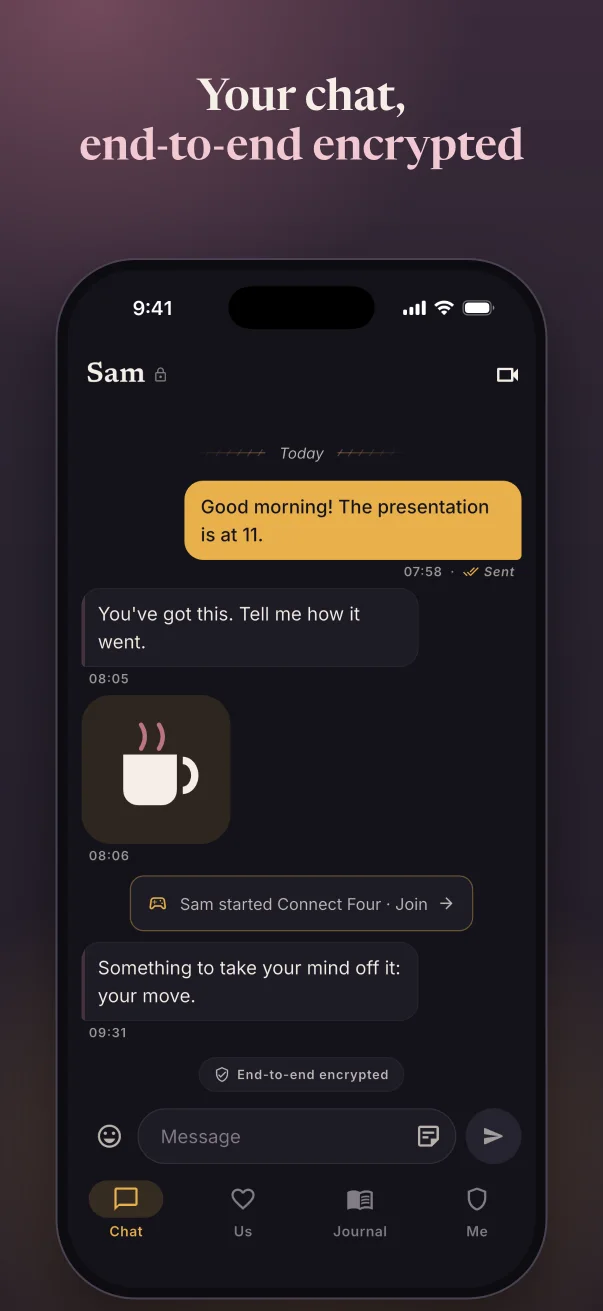 Your chat,
end-to-end encrypted
9:41
Sam
Today
Good morning! The presentation
is at 11.
07:58 · Sent
You've got this. Tell me how it
went.
08:05
08:06
Sam started Connect Four · Join
Something to take your mind off it:
your move.
09:31
End-to-end encrypted
Message
Chat
Us
Journal
Me